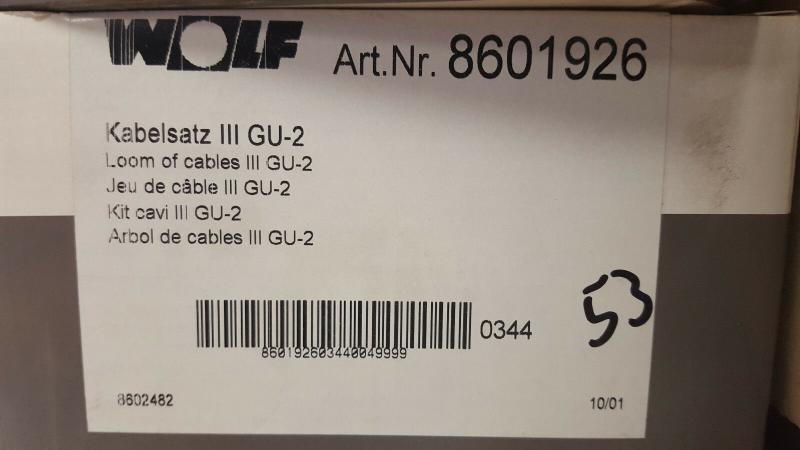 WOLF Art.Nr. 8601926
Kabelsatz III GU-2
Loom of cables III GU-2
Jeu de câble III GU-2
Kit cavi III GU-2
Arbol de cables III GU-2
0344
860192603440049999
53
8602482 10/01